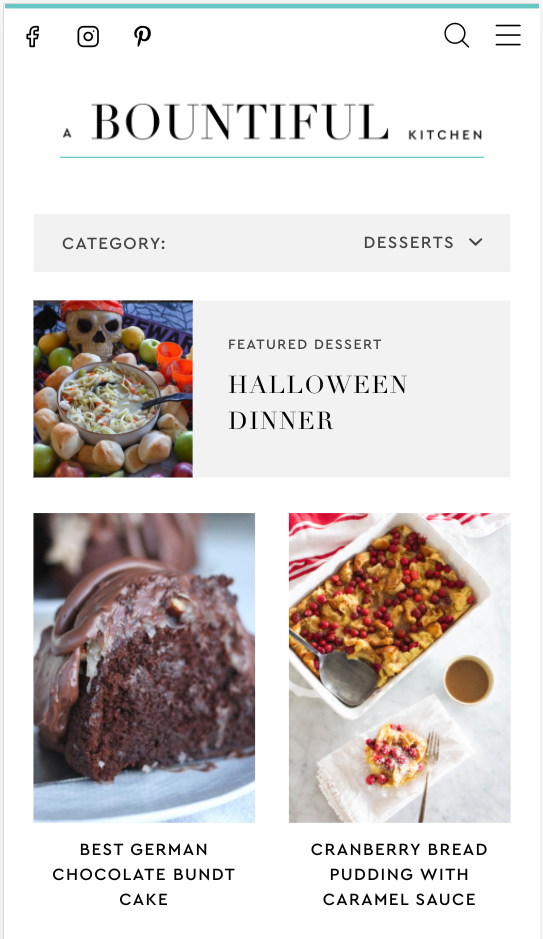 A BOUNTIFUL KITCHEN
CATEGORY: DESSERTS
FEATURED DESSERT
HALLOWEEN
DINNER
BEST GERMAN
CHOCOLATE BUNDT
CAKE
CRANBERRY BREAD
PUDDING WITH
CARAMEL SAUCE